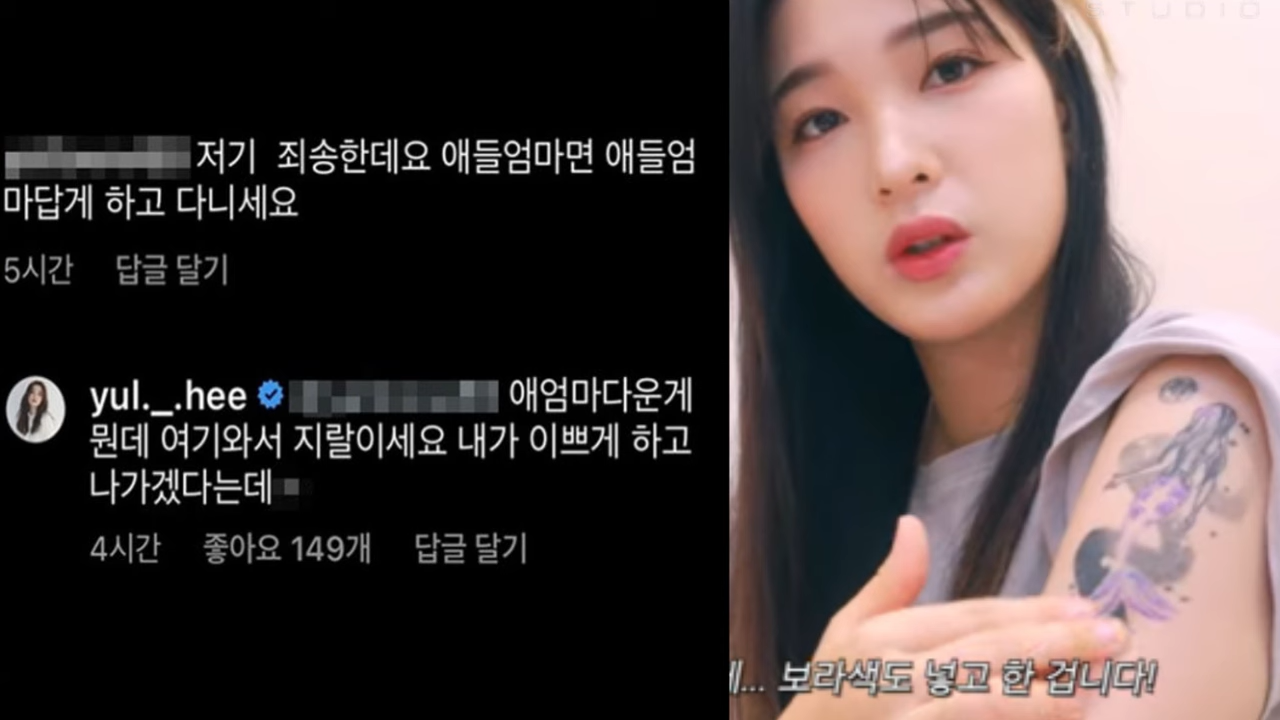 저기 죄송한데요 애들엄마면 애들엄
마답게 하고 다니세요
5시간 답글 달기
yul._.hee 애엄마다운게
뭔데 여기와서 지랄이세요 내가 이쁘게 하고
나가겠다는데
4시간 좋아요 149개 답글 달기
STUDIO
... 보라색도 넣고 한 겁니다!